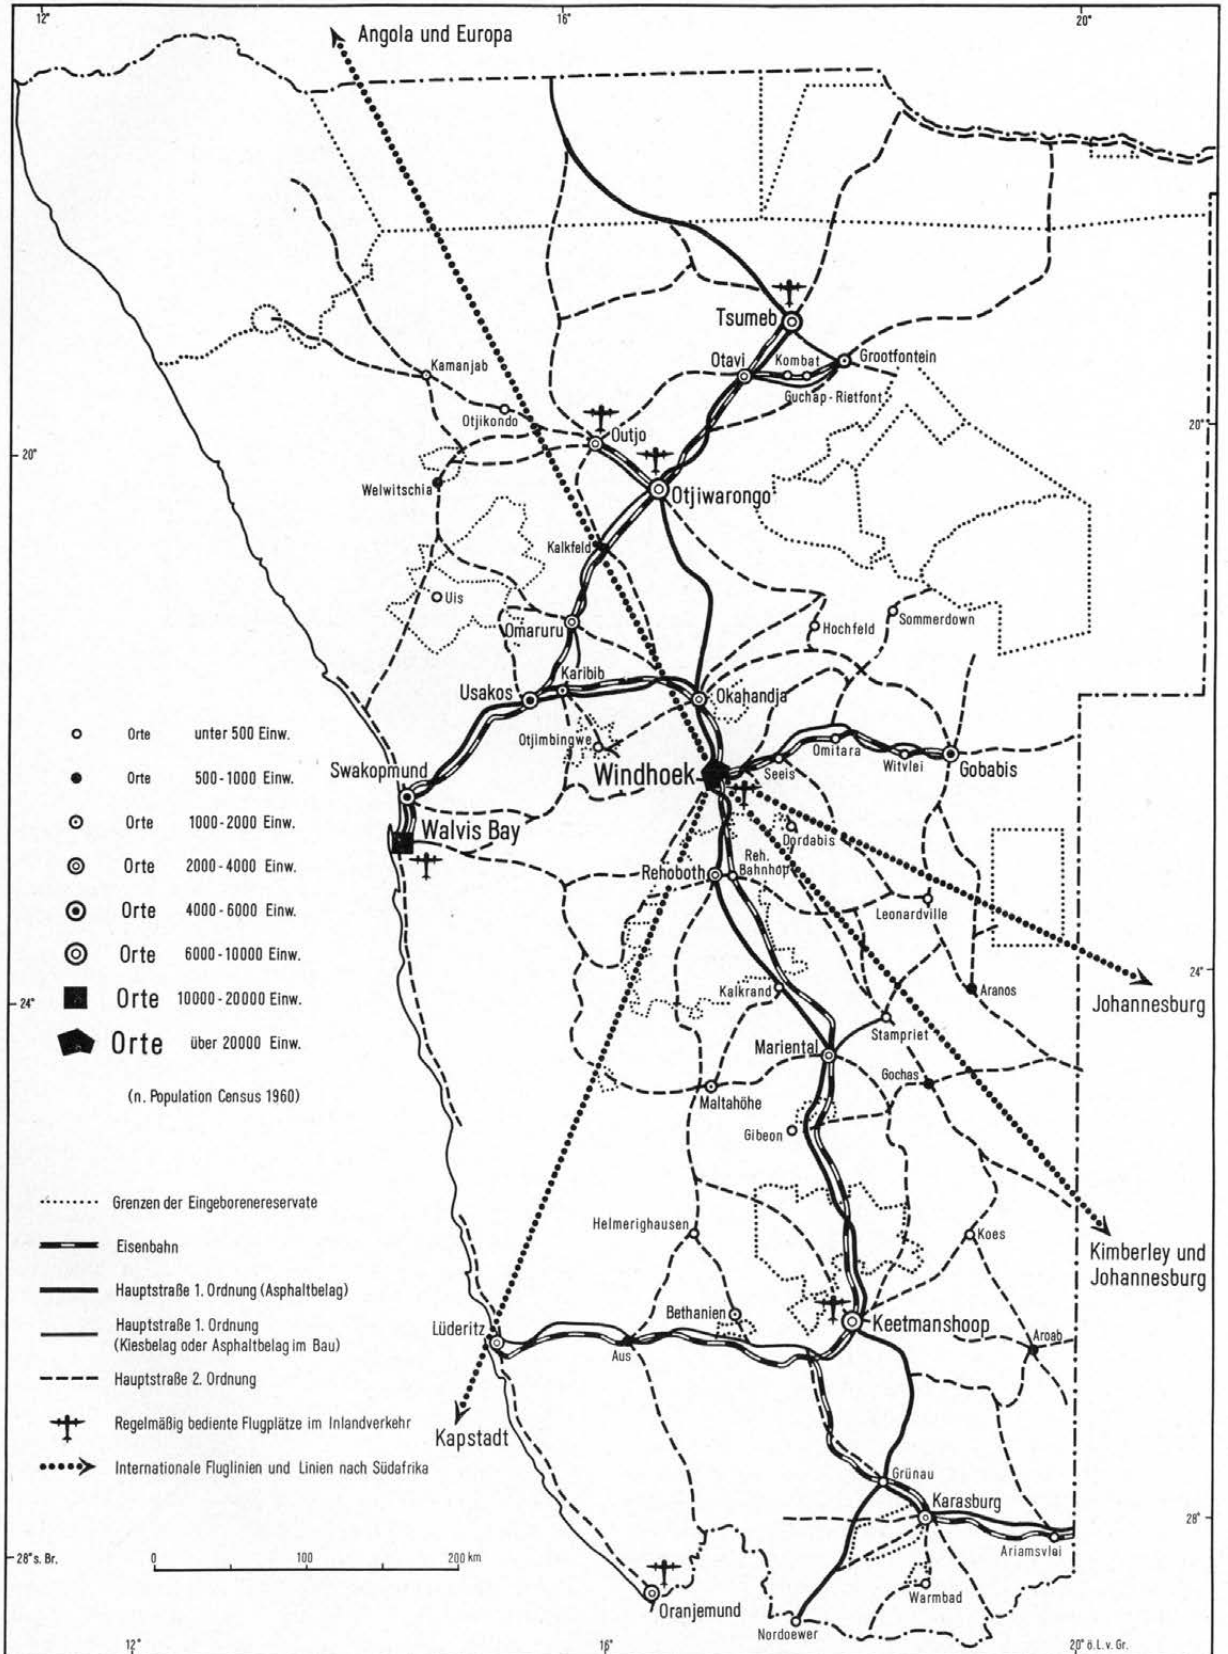 12°
16°
20°
Angola und Europa
Tsumeb
Otavi
Kombat
Grootfontein
Guchap-Rietfont.
Kamanjab
Otjikondo
Outjo
20°
20°
Welwitschia
Otjiwarongo
Kalkfeld
Uis
Omaruru
Hochfeld
Sommerdown
Karibib
Usakos
Okahandja
Otjimbingwe
Omitara
Witvlei
Gobabis
Seeis
Windhoek
Swakopmund
Walvis Bay
Dordabis
Reh.
Bahnhof
Rehoboth
Leonardville
Kalkrand
Aranos
24°
Johannesburg
24°
Stampriet
Mariental
Gochas
Maltahöhe
Gibeon
Helmerighausen
Koes
Kimberley und
Johannesburg
Bethanien
Keetmanshoop
Lüderitz
Aus
Aroab
Kapstadt
Grünau
Karasburg
28°
Ariamsvlei
Warmbad
Oranjemund
Nordoewer
Orte unter 500 Einw.
Orte 500-1000 Einw.
Orte 1000-2000 Einw.
Orte 2000-4000 Einw.
Orte 4000-6000 Einw.
Orte 6000-10000 Einw.
Orte 10000-20000 Einw.
Orte über 20000 Einw.
(n. Population Census 1960)
Grenzen der Eingeborenereservate
Eisenbahn
Hauptstraße 1. Ordnung (Asphaltbelag)
Hauptstraße 1. Ordnung
(Kiesbelag oder Asphaltbelag im Bau)
Hauptstraße 2. Ordnung
Regelmäßig bediente Flugplätze im Inlandverkehr
Internationale Fluglinien und Linien nach Südafrika
28° s. Br.
0 100 200 km
12°
16°
20° ö.L.v. Gr.